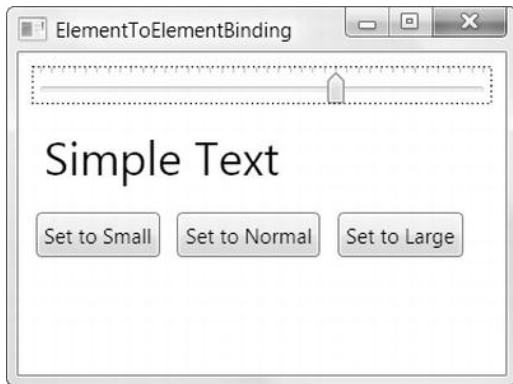 ElementToElementBinding
Simple Text
Set to Small Set to Normal Set to Large